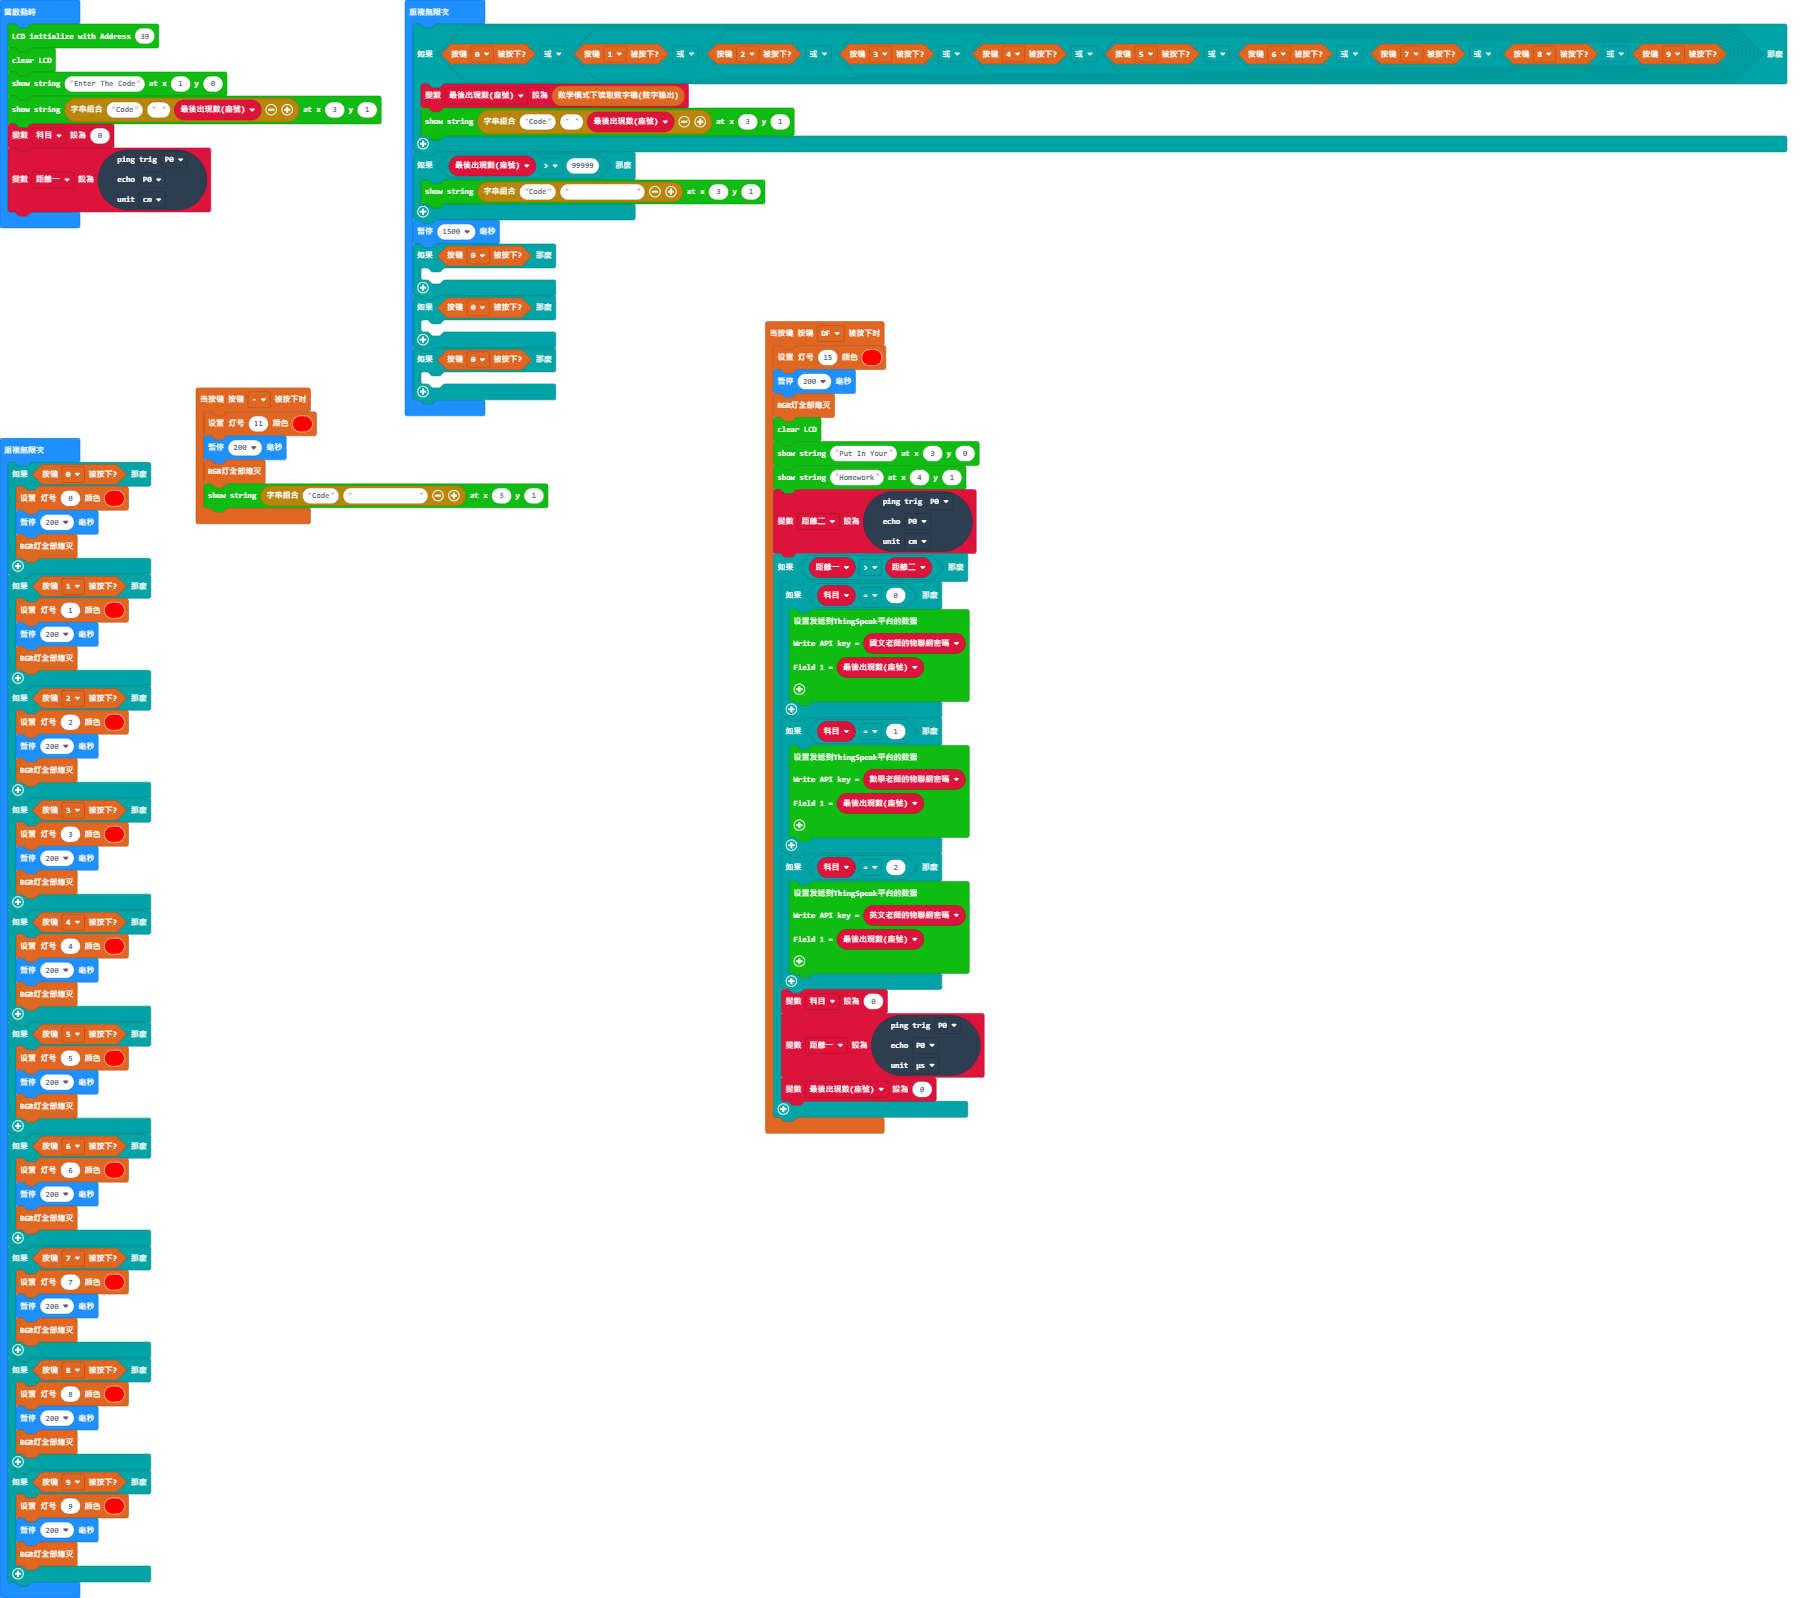 當啟動時
LCD initialize with Address 39
clear LCD
show string "Enter The Code" at x 1 y 0
show string 字串組合 "Code" " " 最後出現數(座號) at x 3 y 1
變數 科目 設為 0
變數 距離一 設為 ping trig P0
echo P0
unit cm
重複無限次
如果 按键 0 被按下? 或 按键 1 被按下? 或 按键 2 被按下? 或 按键 3 被按下? 或 按键 4 被按下? 或 按键 5 被按下? 或 按键 6 被按下? 或 按键 7 被按下? 或 按键 8 被按下? 或 按键 9 被按下? 那麼
變數 最後出現數(座號) 設為 数学模式下读取数字键(数字输出)
show string 字串組合 "Code" " " 最後出現數(座號) at x 3 y 1
如果 最後出現數(座號) > 99999 那麼
show string 字串組合 "Code" " " at x 3 y 1
暫停 1500 毫秒
如果 按键 0 被按下? 那麼
如果 按键 0 被按下? 那麼
如果 按键 0 被按下? 那麼
当按键 按键 - 被按下时
设置 灯号 11 颜色
暫停 200 毫秒
RGB灯全部熄灭
show string 字串組合 "Code" " " at x 3 y 1
重複無限次
如果 按键 0 被按下? 那麼
设置 灯号 0 颜色
暫停 200 毫秒
RGB灯全部熄灭
如果 按键 1 被按下? 那麼
设置 灯号 1 颜色
暫停 200 毫秒
RGB灯全部熄灭
如果 按键 2 被按下? 那麼
设置 灯号 2 颜色
暫停 200 毫秒
RGB灯全部熄灭
如果 按键 3 被按下? 那麼
设置 灯号 3 颜色
暫停 200 毫秒
RGB灯全部熄灭
如果 按键 4 被按下? 那麼
设置 灯号 4 颜色
暫停 200 毫秒
RGB灯全部熄灭
如果 按键 5 被按下? 那麼
设置 灯号 5 颜色
暫停 200 毫秒
RGB灯全部熄灭
如果 按键 6 被按下? 那麼
设置 灯号 6 颜色
暫停 200 毫秒
RGB灯全部熄灭
如果 按键 7 被按下? 那麼
设置 灯号 7 颜色
暫停 200 毫秒
RGB灯全部熄灭
如果 按键 8 被按下? 那麼
设置 灯号 8 颜色
暫停 200 毫秒
RGB灯全部熄灭
如果 按键 9 被按下? 那麼
设置 灯号 9 颜色
暫停 200 毫秒
RGB灯全部熄灭
当按键 按键 DF 被按下时
设置 灯号 15 颜色
暫停 200 毫秒
RGB灯全部熄灭
clear LCD
show string "Put In Your" at x 3 y 0
show string "Homework" at x 4 y 1
變數 距離二 設為 ping trig P0
echo P0
unit cm
如果 距離一 > 距離二 那麼
如果 科目 = 0 那麼
设置发送到ThingSpeak平台的数据
Write API key = 國文老師的物聯網密碼
Field 1 = 最後出現數(座號)
如果 科目 = 1 那麼
设置发送到ThingSpeak平台的数据
Write API key = 數學老師的物聯網密碼
Field 1 = 最後出現數(座號)
如果 科目 = 2 那麼
设置发送到ThingSpeak平台的数据
Write API key = 英文老師的物聯網密碼
Field 1 = 最後出現數(座號)
變數 科目 設為 0
變數 距離一 設為 ping trig P0
echo P0
unit μs
變數 最後出現數(座號) 設為 0